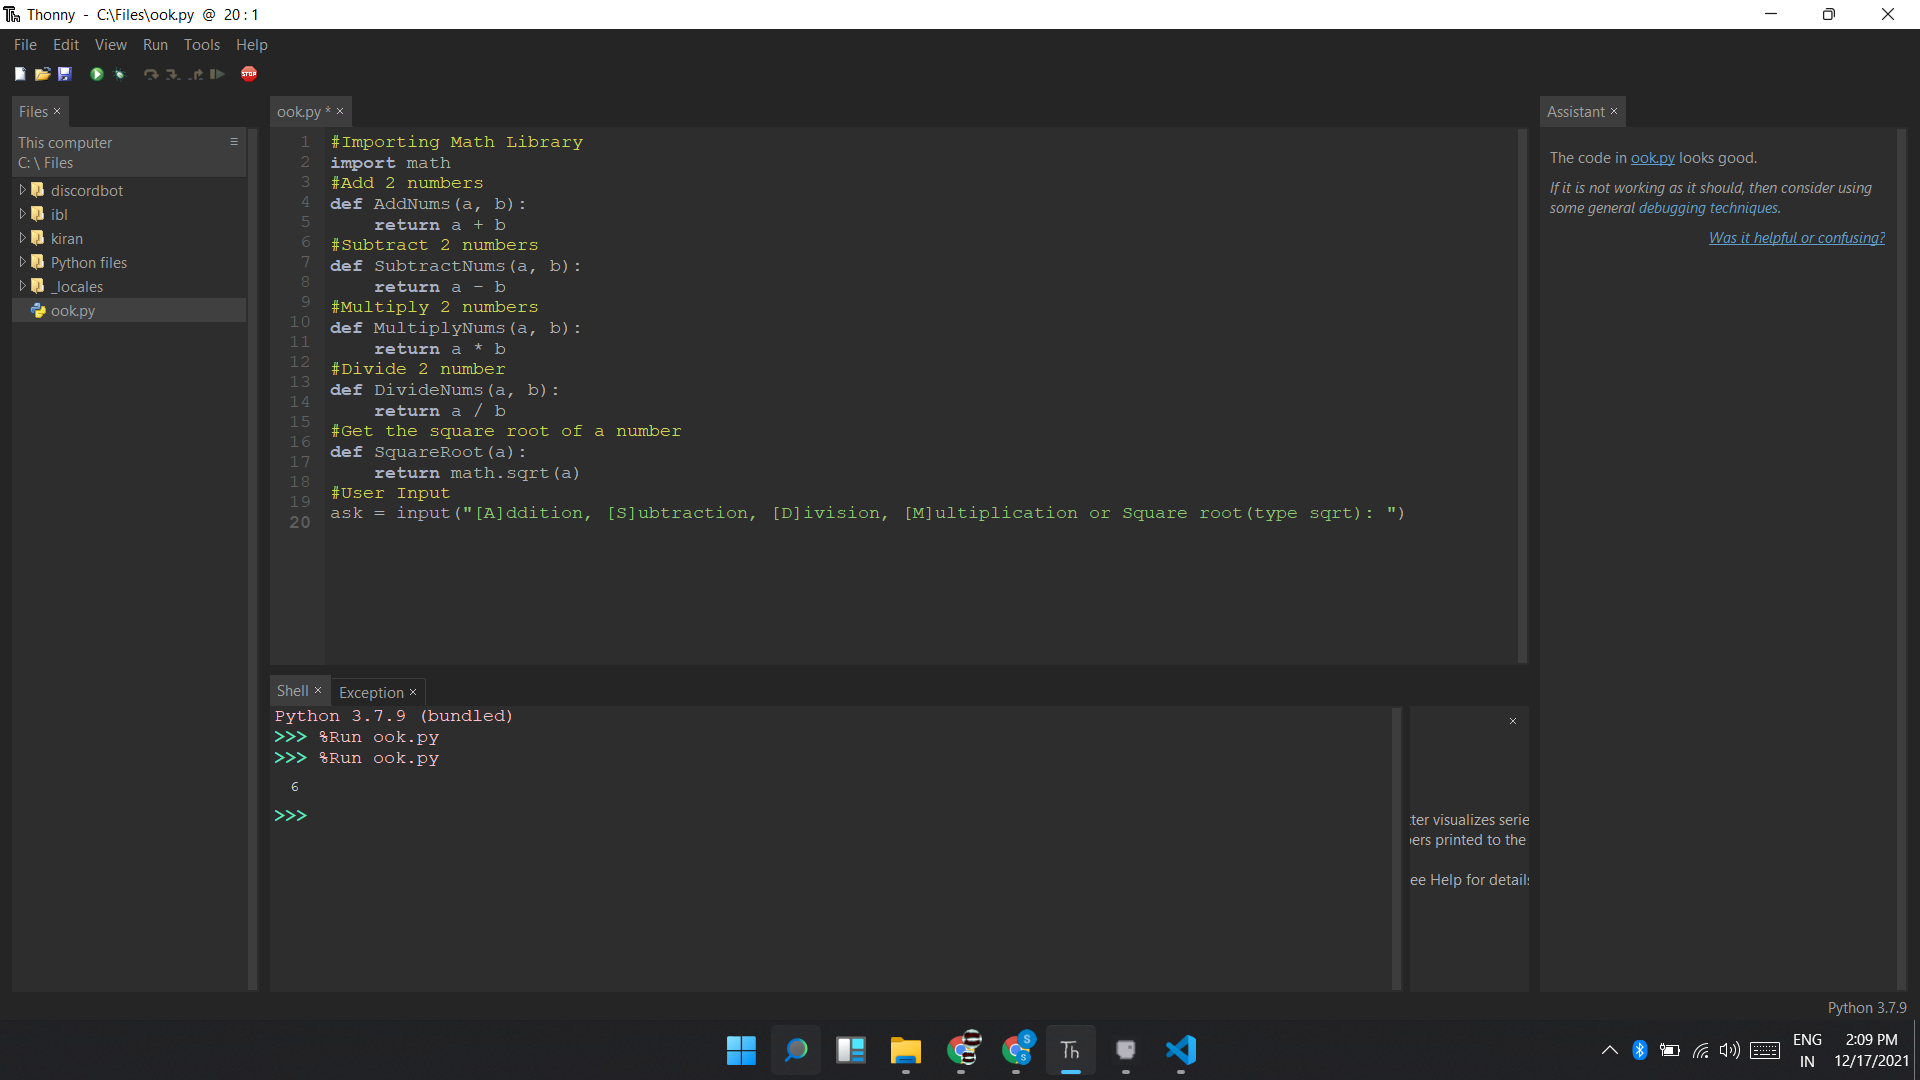 Thonny - C:\Files\ook.py @ 20 : 1
File Edit View Run Tools Help
STOP
Files ×
This computer
C: \ Files
discordbot
ibl
kiran
Python files
_locales
ook.py
ook.py * ×
1 #Importing Math Library
2 import math
3 #Add 2 numbers
4 def AddNums(a, b):
5     return a + b
6 #Subtract 2 numbers
7 def SubtractNums(a, b):
8     return a - b
9 #Multiply 2 numbers
10 def MultiplyNums(a, b):
11     return a * b
12 #Divide 2 number
13 def DivideNums(a, b):
14     return a / b
15 #Get the square root of a number
16 def SquareRoot(a):
17     return math.sqrt(a)
18 #User Input
19 ask = input("[A]ddition, [S]ubtraction, [D]ivision, [M]ultiplication or Square root(type sqrt): ")
20
Shell × Exception ×
Python 3.7.9 (bundled)
>>> %Run ook.py
>>> %Run ook.py
6
>>>
×
tter visualizes serie
bers printed to the
ee Help for details
Assistant ×
The code in ook.py looks good.
If it is not working as it should, then consider using
some general debugging techniques.
Was it helpful or confusing?
Python 3.7.9
S
S
Th
ENG
IN
2:09 PM
12/17/2021